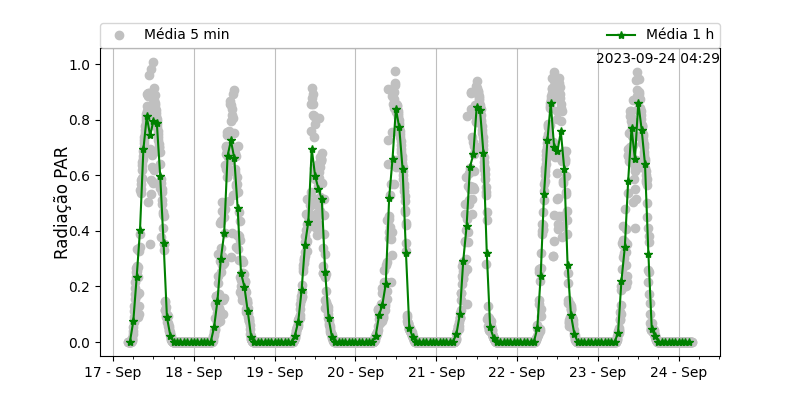 Média 5 min
Média 1 h
2023-09-24 04:29
Radiação PAR
1.0
0.8
0.6
0.4
0.2
0.0
17 - Sep
18 - Sep
19 - Sep
20 - Sep
21 - Sep
22 - Sep
23 - Sep
24 - Sep